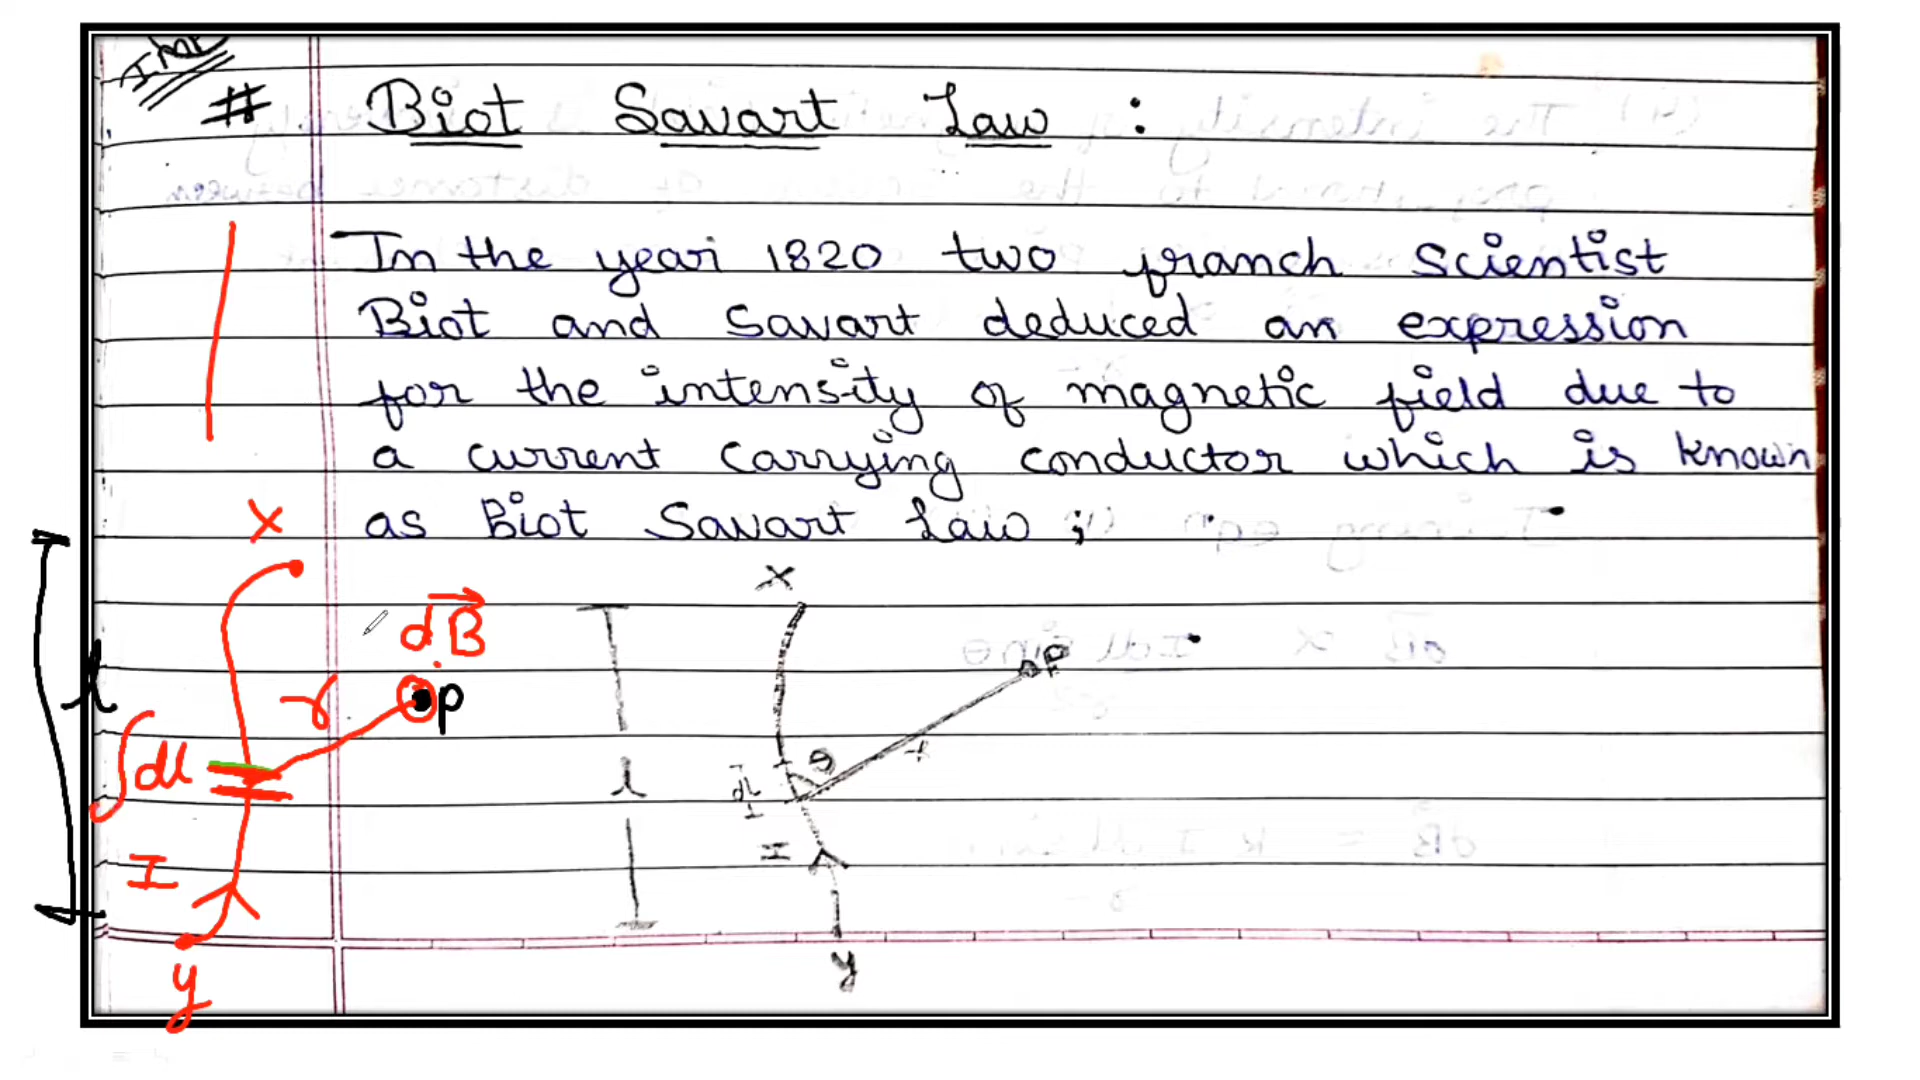 Imp
# Biot Savart Law :
In the year 1820 two franch scientist
Biot and Savart deduced an expression
for the intensity of magnetic field due to
a current carrying conductor which is known
as Biot Savart Law ;
X
X
dB
P
r
P
l
θ
r
dl
l
dl
I
I
y
y